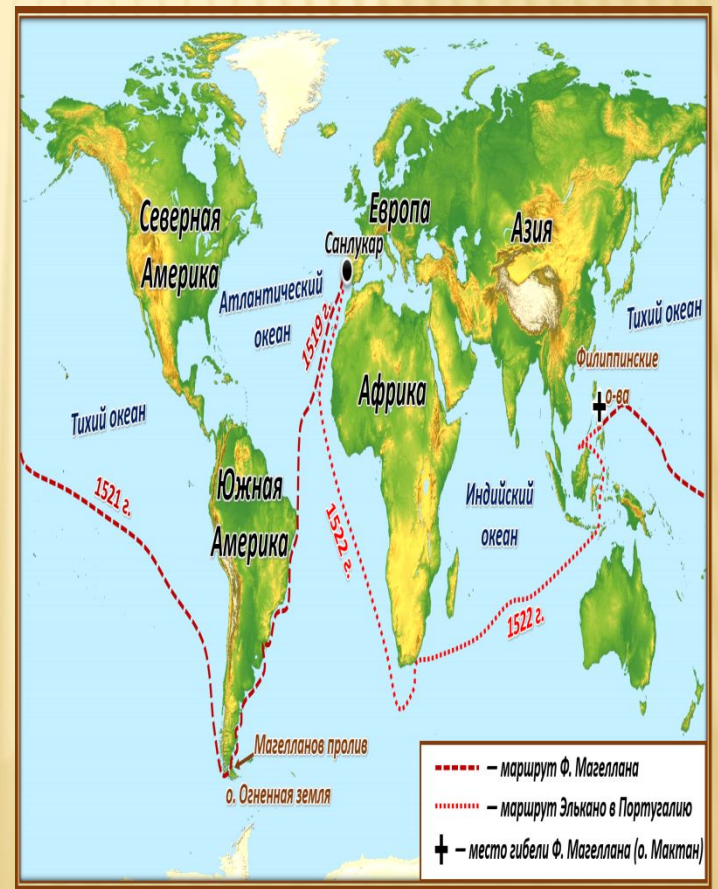 Северная
Америка
Европа
Санлукар
Азия
Атлантический
океан
1519 г.
Тихий океан
Филиппинские
о-ва
Африка
Тихий океан
1521 г.
Южная
Америка
Индийский
океан
1522 г.
1522 г.
Магелланов пролив
о. Огненная земля
– маршрут Ф. Магеллана
– маршрут Элькано в Португалию
– место гибели Ф. Магеллана (о. Мактан)